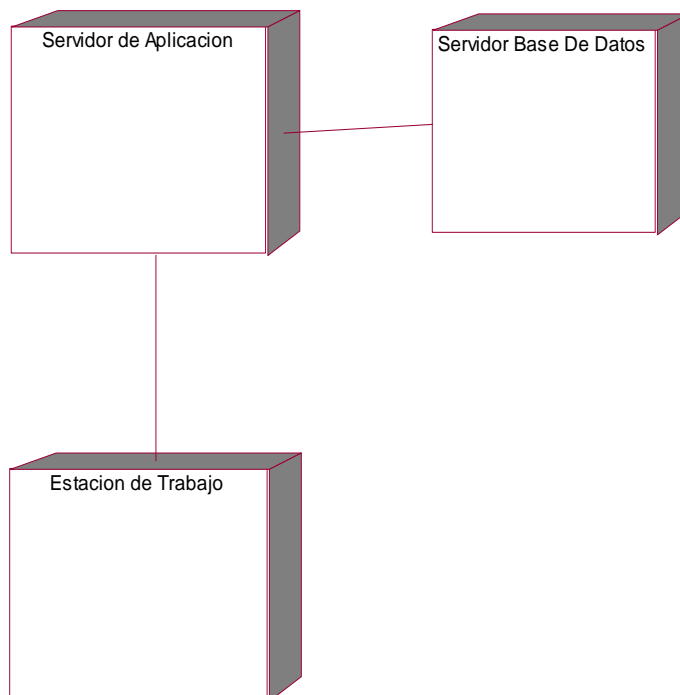 Servidor de Aplicacion
Servidor Base De Datos
Estacion de Trabajo